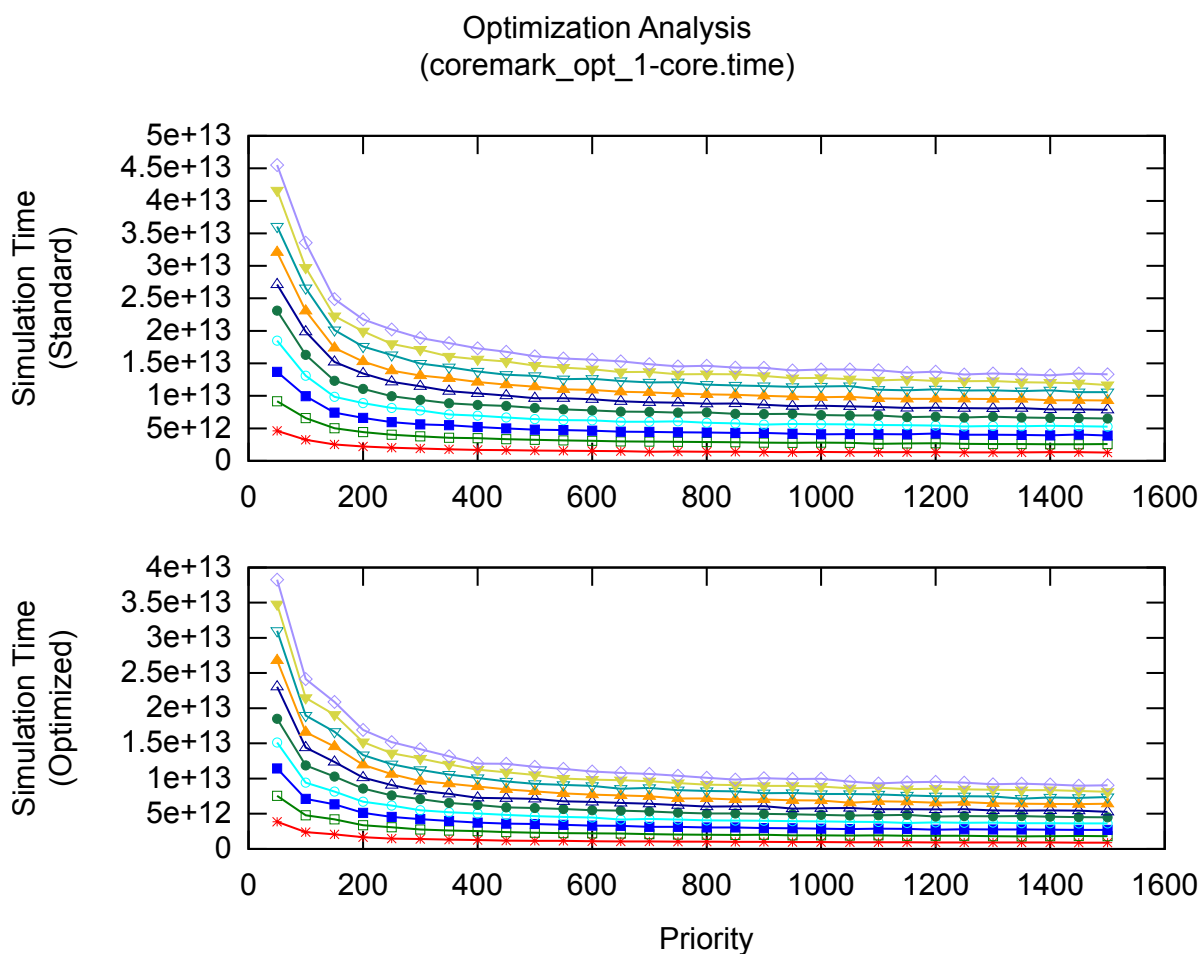 Optimization Analysis
(coremark_opt_1-core.time)
Simulation Time
(Standard)
5e+13
4.5e+13
4e+13
3.5e+13
3e+13
2.5e+13
2e+13
1.5e+13
1e+13
5e+12
0
0 200 400 600 800 1000 1200 1400 1600
Simulation Time
(Optimized)
4e+13
3.5e+13
3e+13
2.5e+13
2e+13
1.5e+13
1e+13
5e+12
0
0 200 400 600 800 1000 1200 1400 1600
Priority